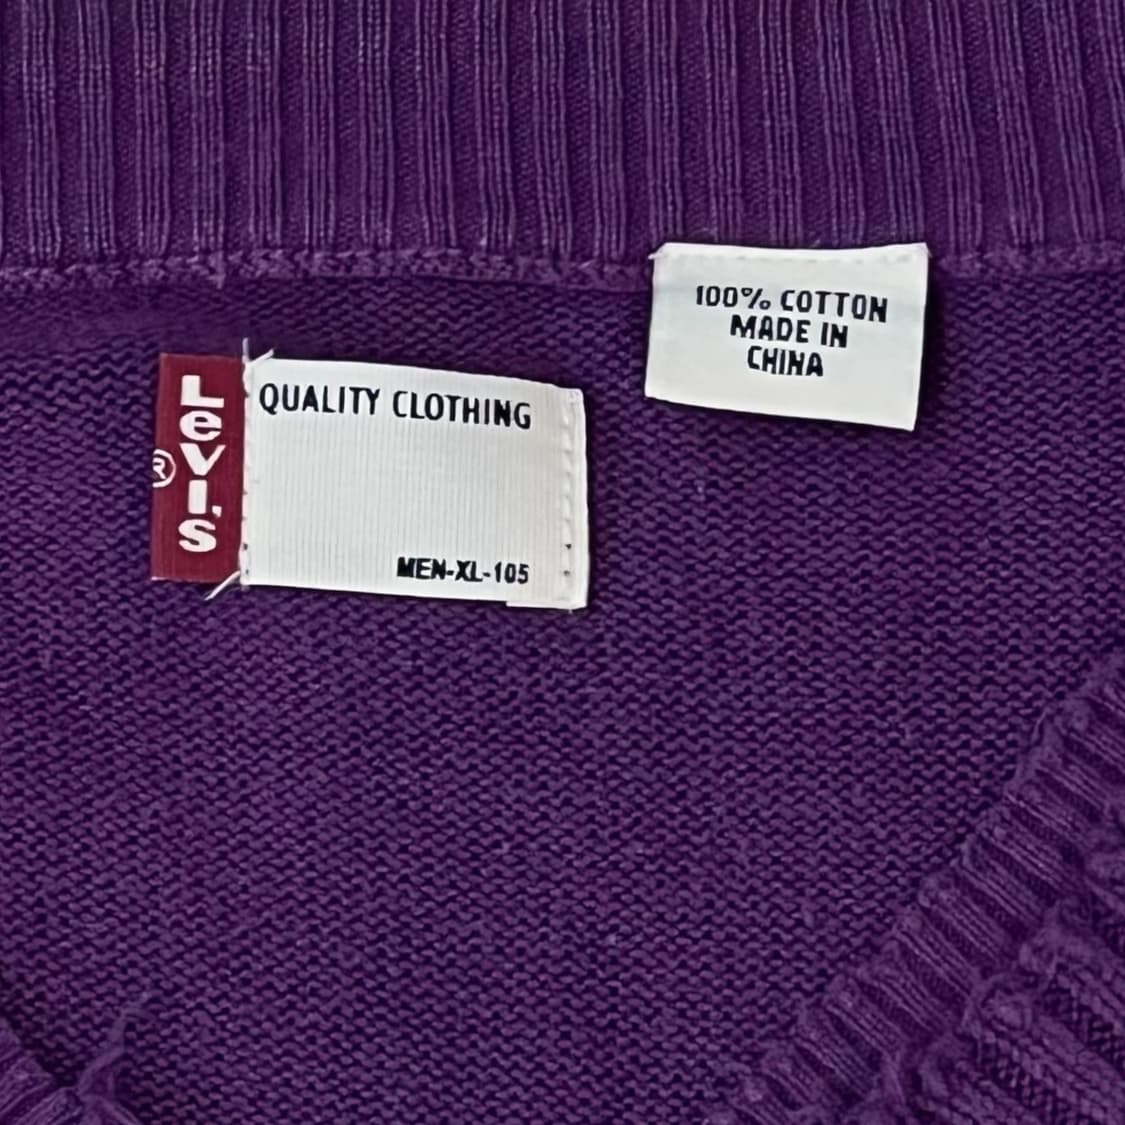 100% COTTON
MADE IN
CHINA
Levi's
®
QUALITY CLOTHING
MEN-XL-105